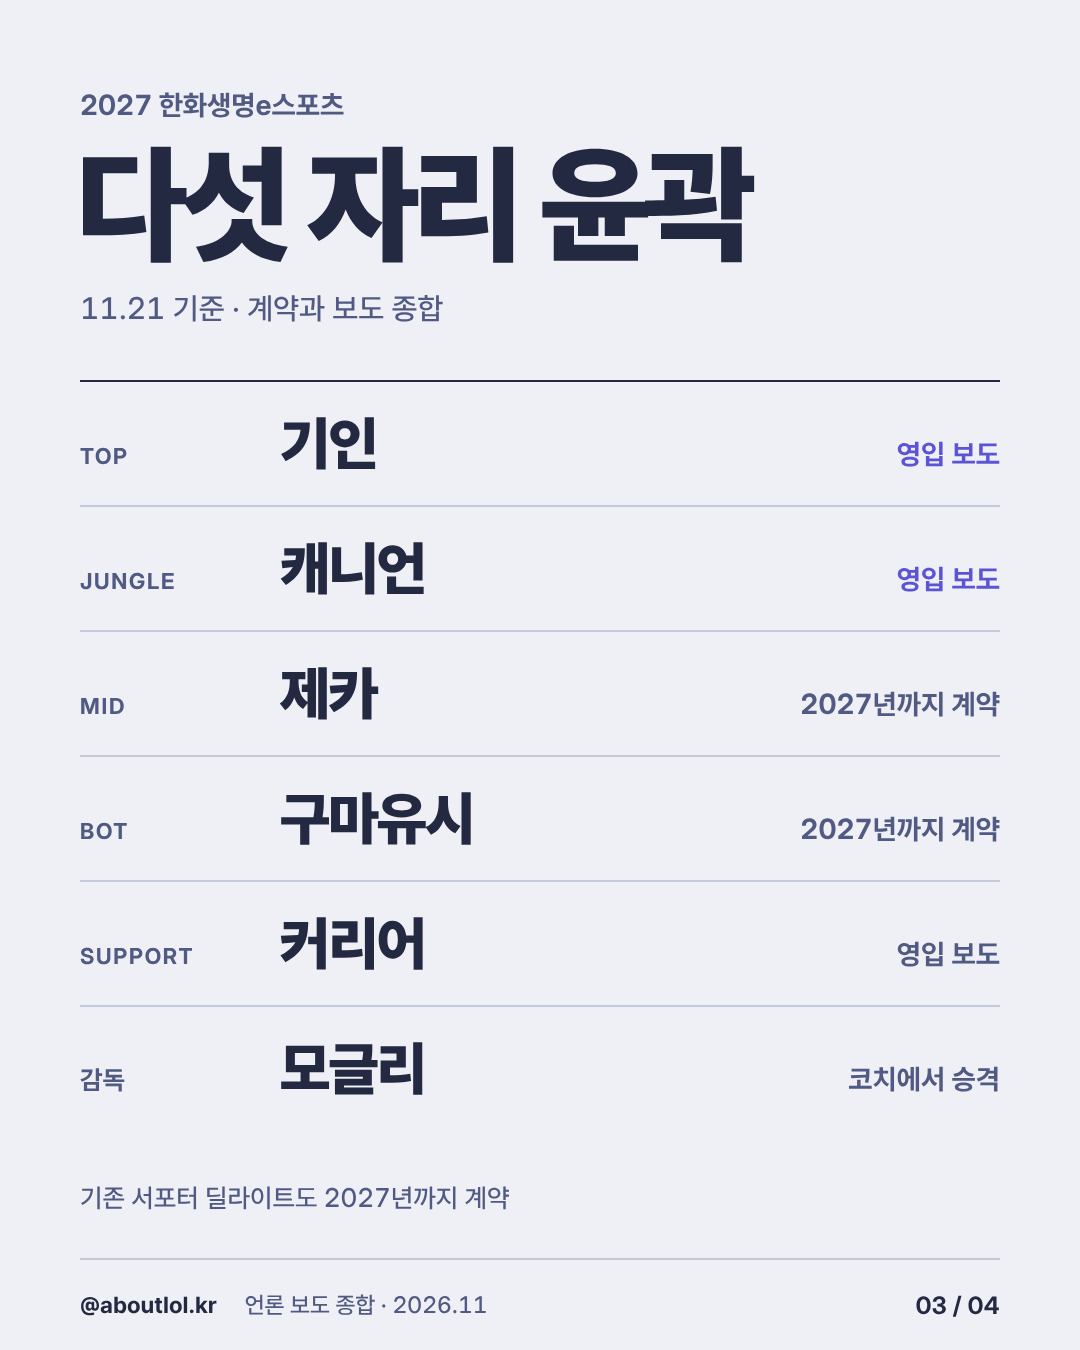 2027 한화생명e스포츠
다섯 자리 윤곽
11.21 기준 · 계약과 보도 종합
TOP 기인 영입 보도
JUNGLE 캐니언 영입 보도
MID 제카 2027년까지 계약
BOT 구마유시 2027년까지 계약
SUPPORT 커리어 영입 보도
감독 모글리 코치에서 승격
기존 서포터 딜라이트도 2027년까지 계약
@aboutlol.kr 언론 보도 종합 · 2026.11 03 / 04